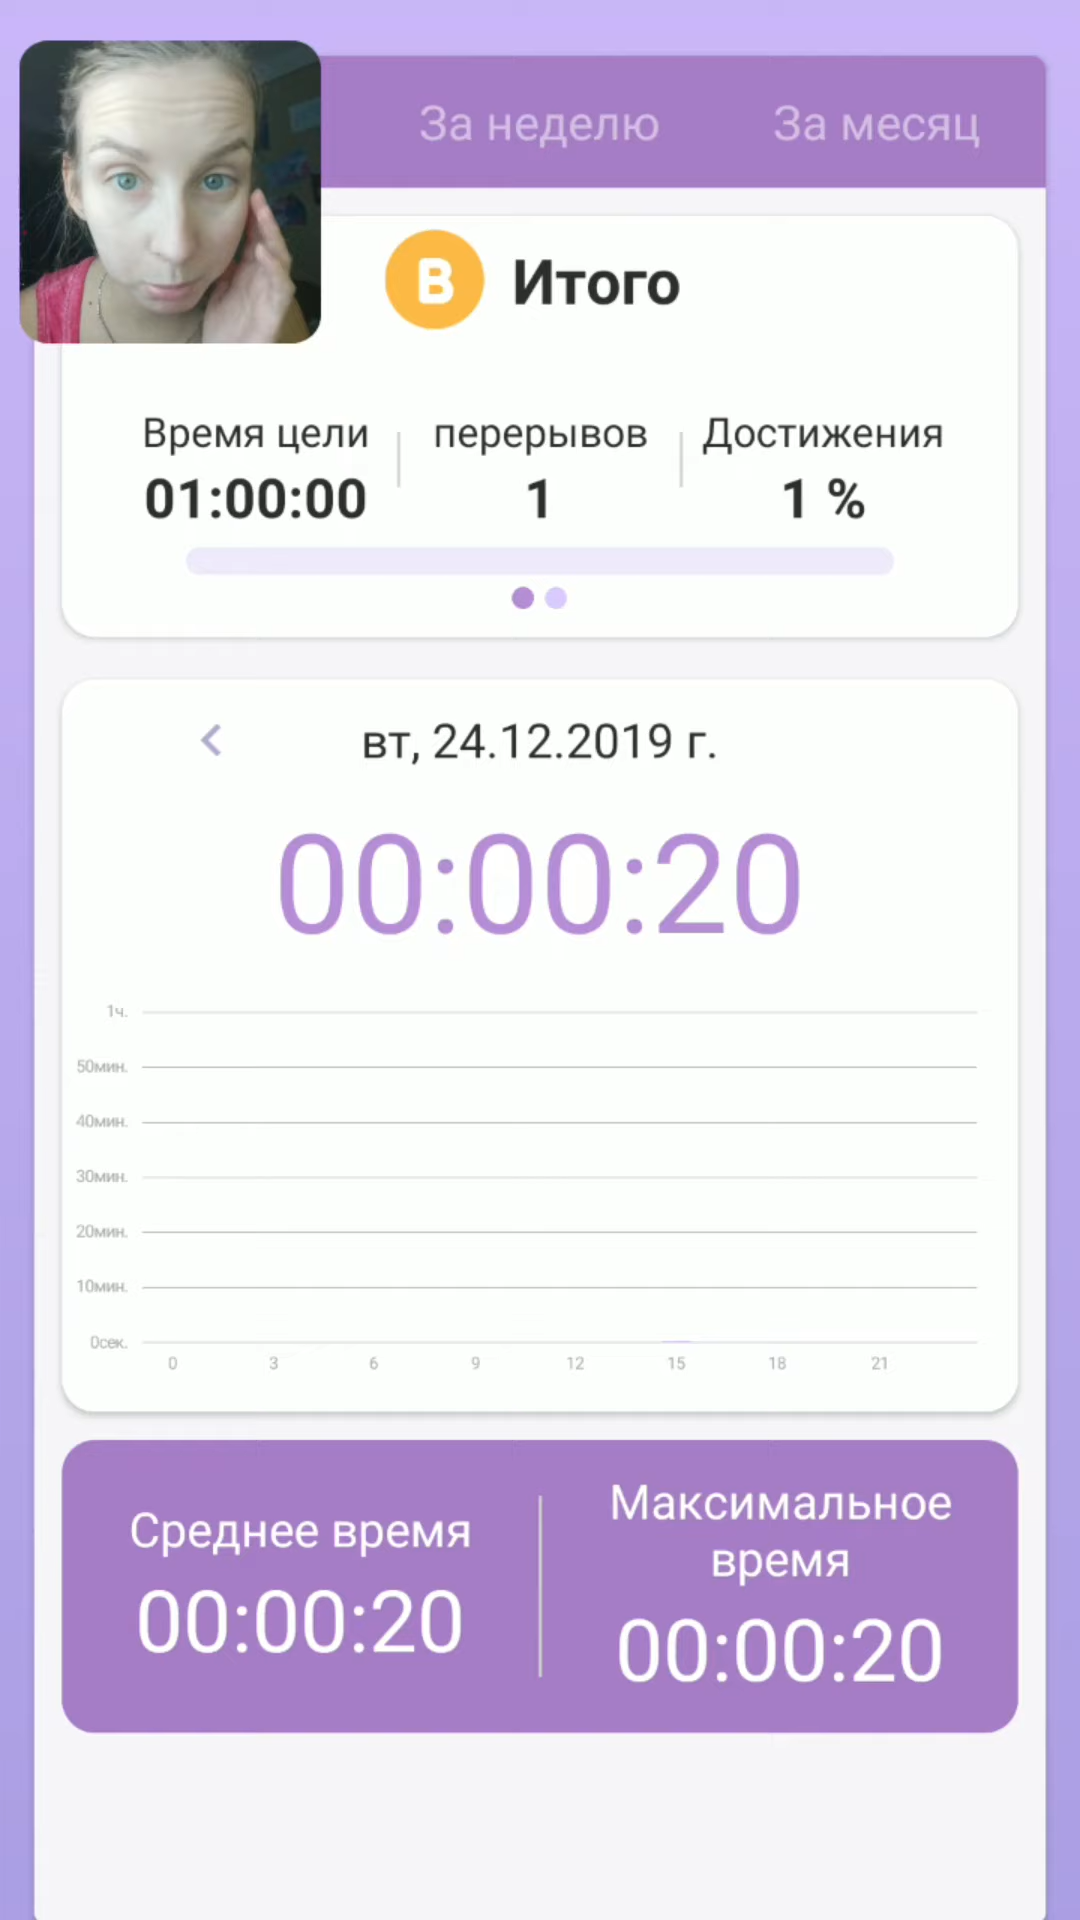 За неделю За месяц
B Итого
Время цели перерывов Достижения
01:00:00 1 1 %
вт, 24.12.2019 г.
00:00:20
1ч.
50мин.
40мин.
30мин.
20мин.
10мин.
0сек.
0 3 6 9 12 15 18 21
Среднее время
00:00:20
Максимальное
время
00:00:20